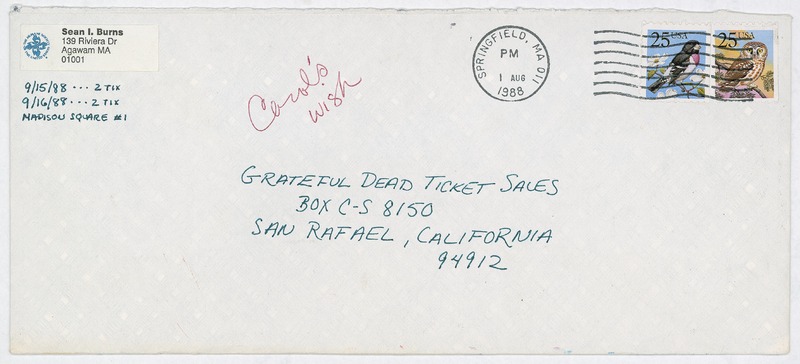 Sean I. Burns
139 Riviera Dr
Agawam MA
01001
9/15/88 ... 2 TIX
9/16/88 ... 2 TIX
MADISON SQUARE #1
Carol's
wish
SPRINGFIELD, MA 011
PM
1 AUG
1988
25 USA
25 USA
GRATEFUL DEAD TICKET SALES
BOX C-S 8150
SAN RAFAEL, CALIFORNIA
94912